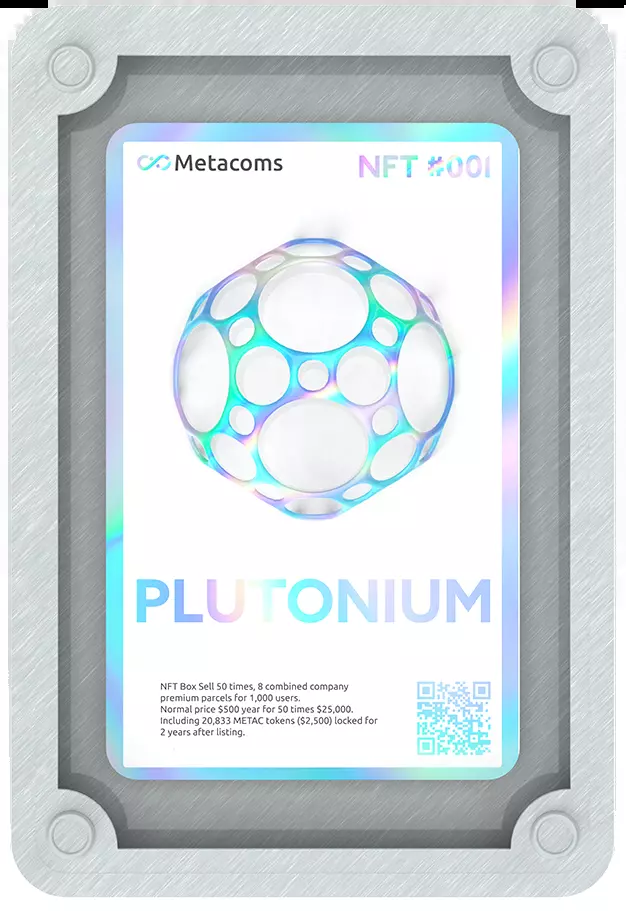 Metacoms
NFT #001
PLUTONIUM
NFT Box Sell 50 times, 8 combined company
premium parcels for 1,000 users.
Normal price $500 year for 50 times $25,000.
Including 20,833 METAC tokens ($2,500) locked for
2 years after listing.